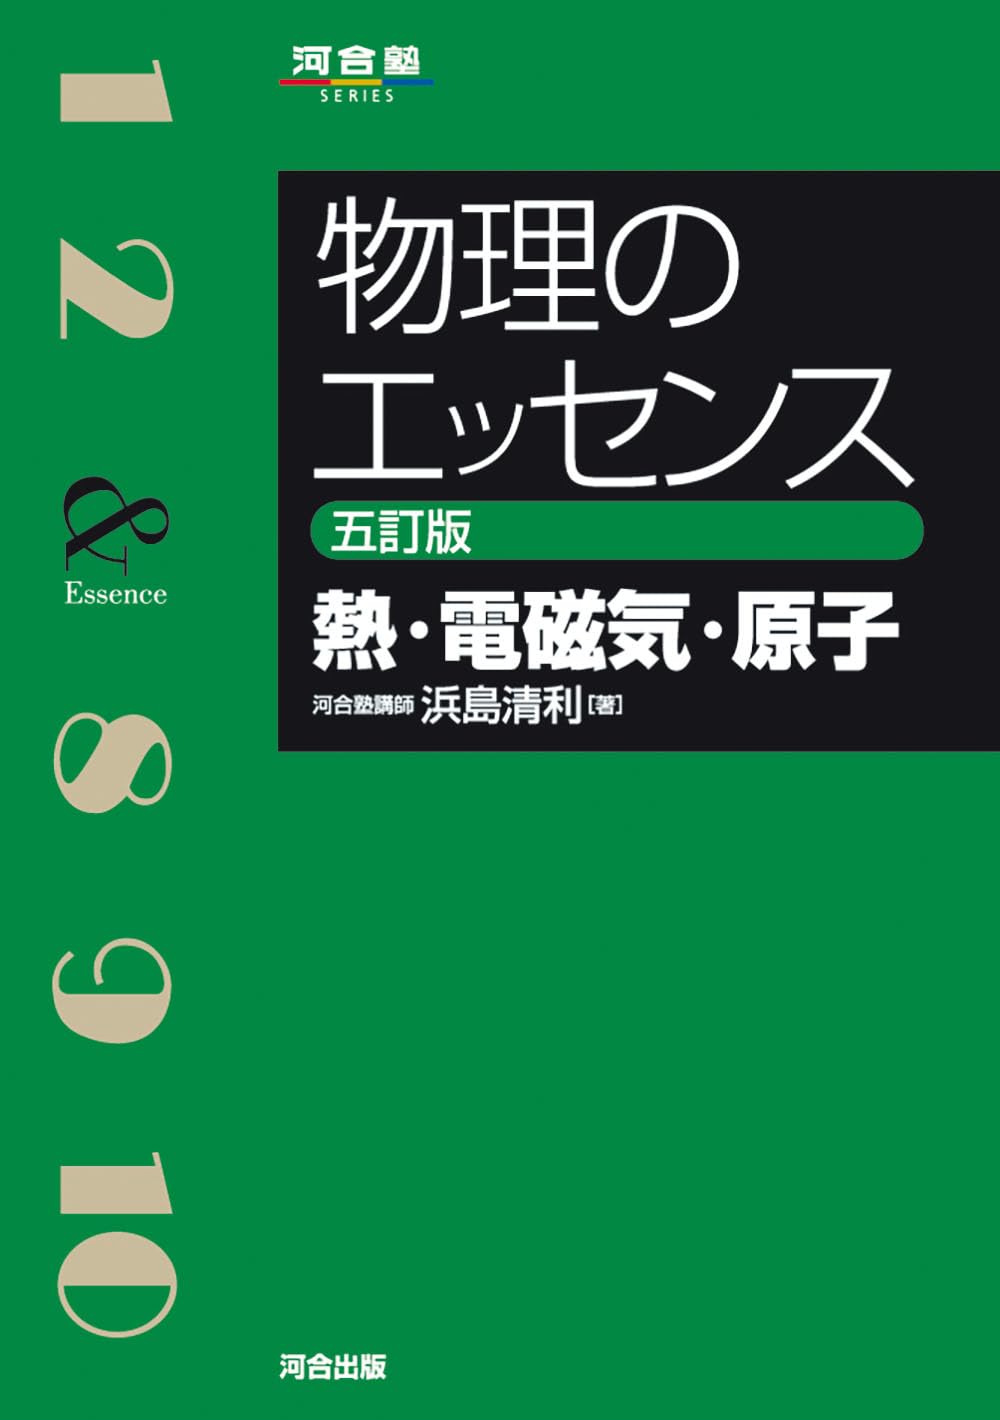 河合塾
SERIES
物理の
エッセンス
五訂版
熱・電磁気・原子
河合塾講師 浜島清利[著]
1
2
&
Essence
8
9
10
河合出版